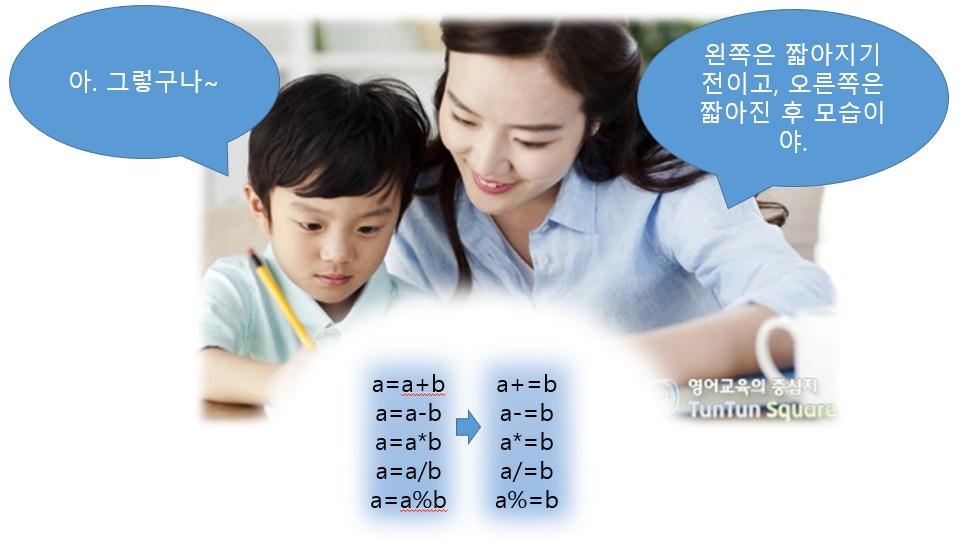 아. 그렇구나~
왼쪽은 짧아지기
전이고, 오른쪽은
짧아진 후 모습이
야.
a=a+b
a=a-b
a=a*b
a=a/b
a=a%b
a+=b
a-=b
a*=b
a/=b
a%=b
영어교육의 중심지
TunTun Square